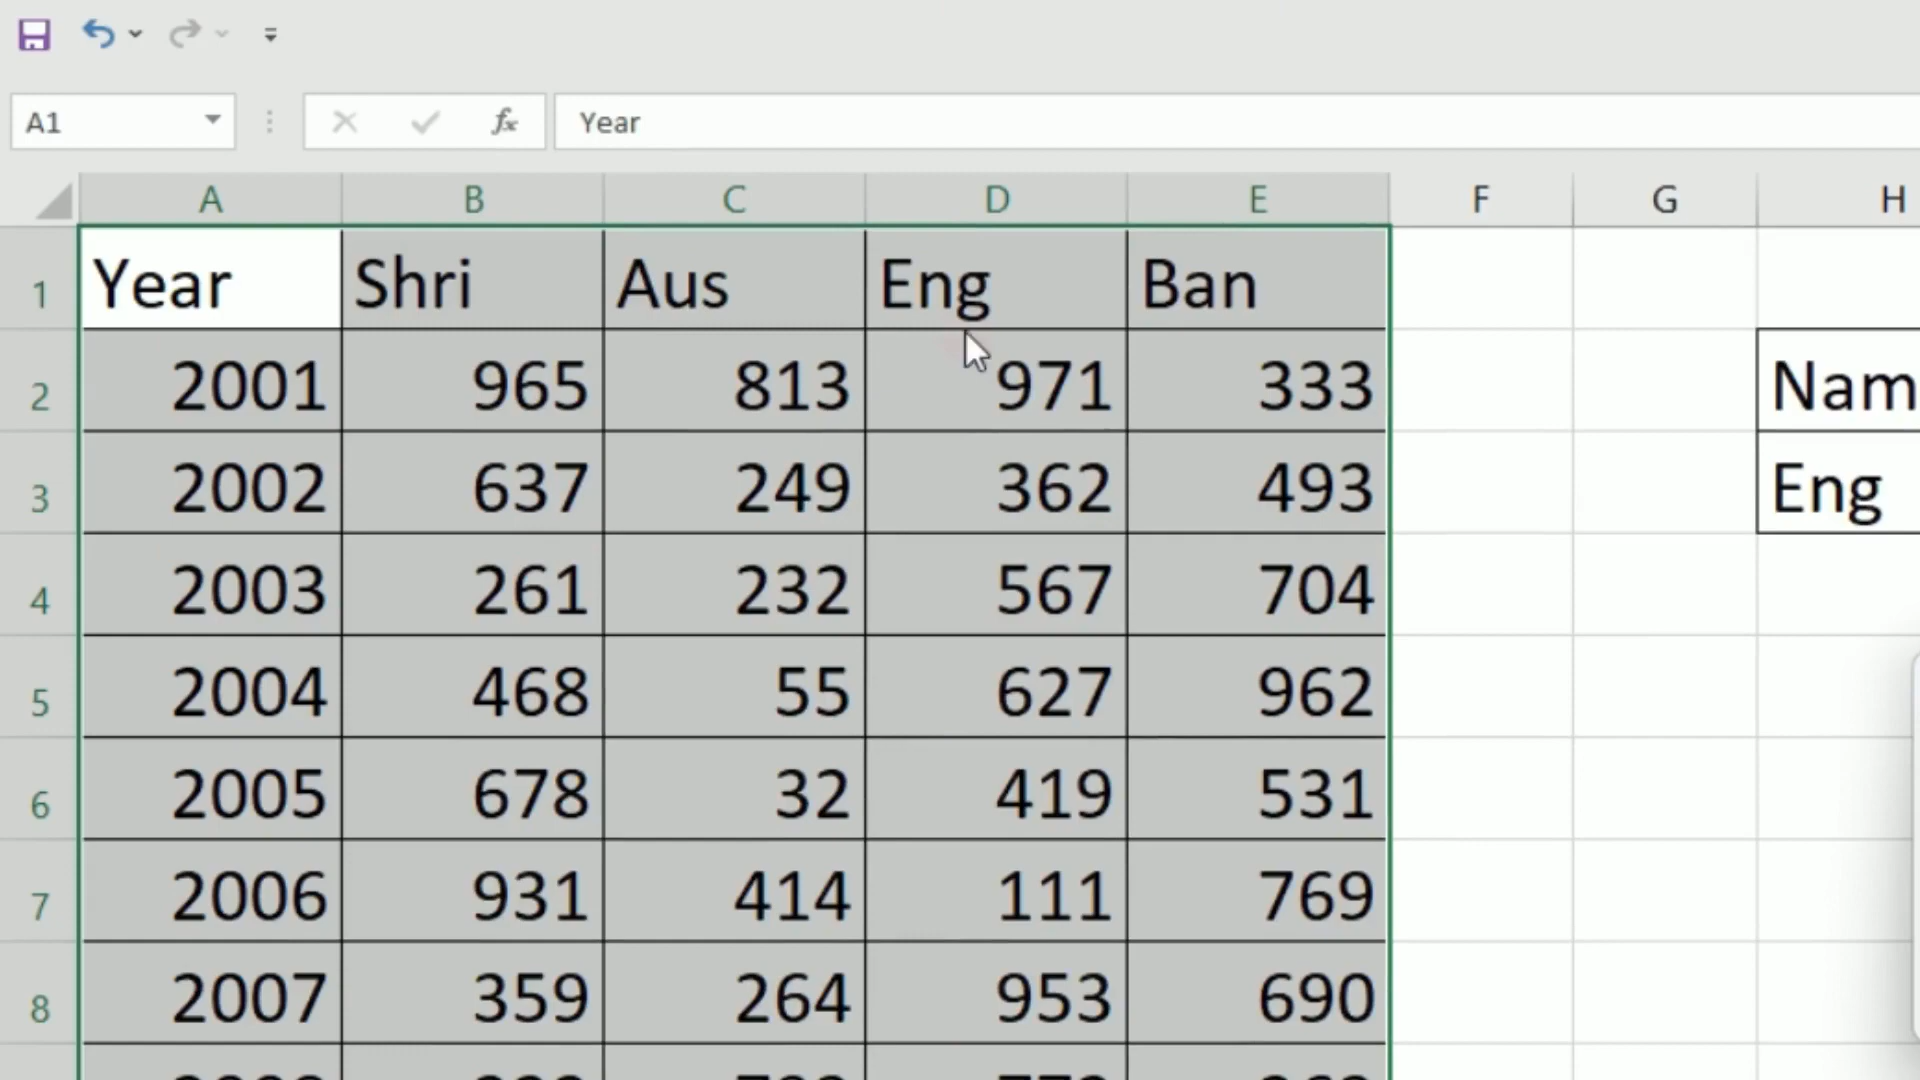 A1 fx Year
A B C D E F G H
1 Year Shri Aus Eng Ban
2 2001 965 813 971 333 Nam
3 2002 637 249 362 493 Eng
4 2003 261 232 567 704
5 2004 468 55 627 962
6 2005 678 32 419 531
7 2006 931 414 111 769
8 2007 359 264 953 690